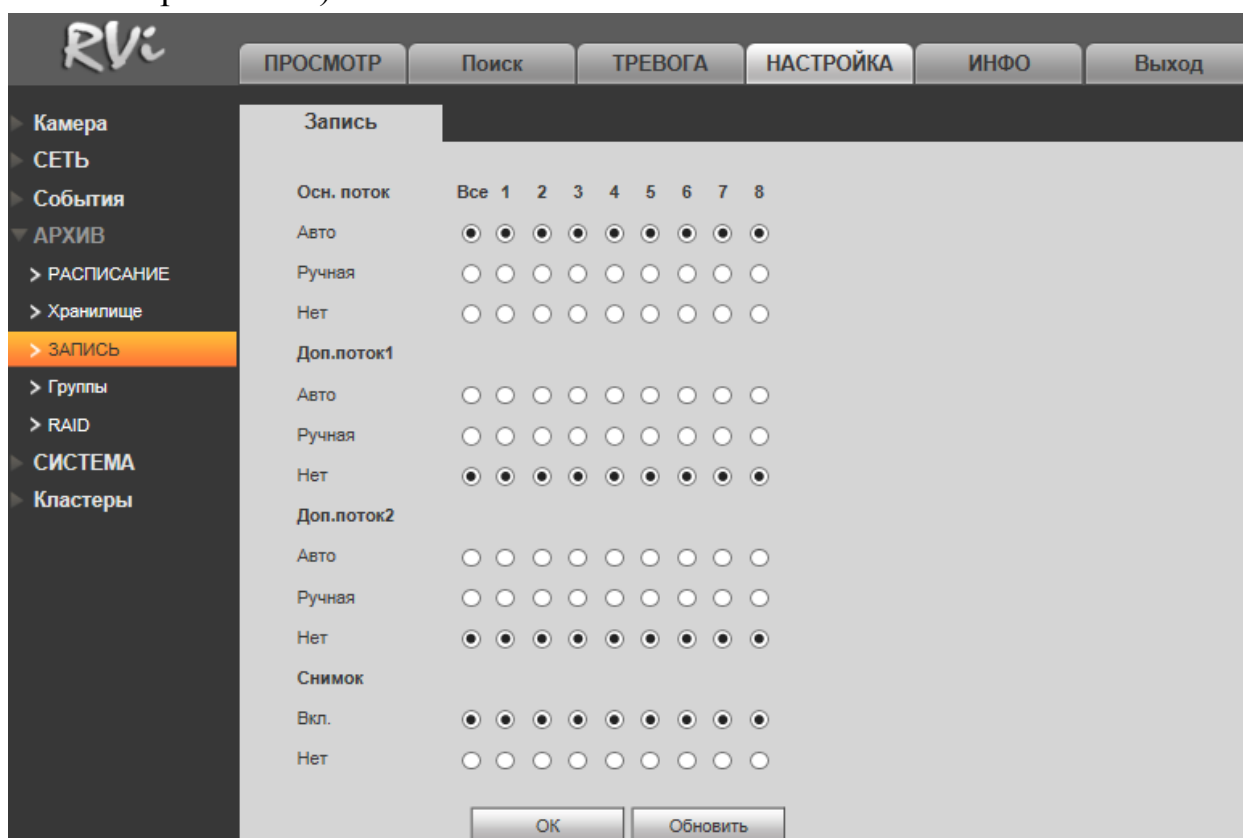 RVi
ПРОСМОТР Поиск ТРЕВОГА НАСТРОЙКА ИНФО Выход
Камера
СЕТЬ
События
АРХИВ
> РАСПИСАНИЕ
> Хранилище
> ЗАПИСЬ
> Группы
> RAID
СИСТЕМА
Кластеры
Запись
Осн. поток Все 1 2 3 4 5 6 7 8
Авто
Ручная
Нет
Доп.поток1
Авто
Ручная
Нет
Доп.поток2
Авто
Ручная
Нет
Снимок
Вкл.
Нет
ОК Обновить